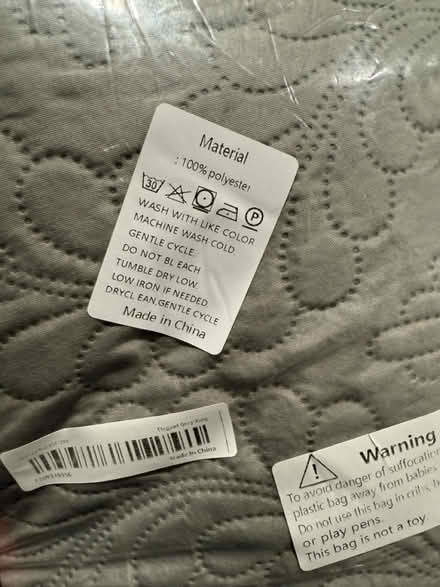 Material
: 100% polyester
30
P
WASH WITH LIKE COLOR
MACHINE WASH COLD
GENTLE CYCLE
DO NOT BL EACH
TUMBLE DRY LOW.
LOW.IRON IF NEEDED
DRYCL EAN.GENTLE CYCLE
Made in China
Made in China
Warning
To avoid danger of suffocation
plastic bag away from babies
Do not use this bag in cribs,
or play pens.
This bag is not a toy.